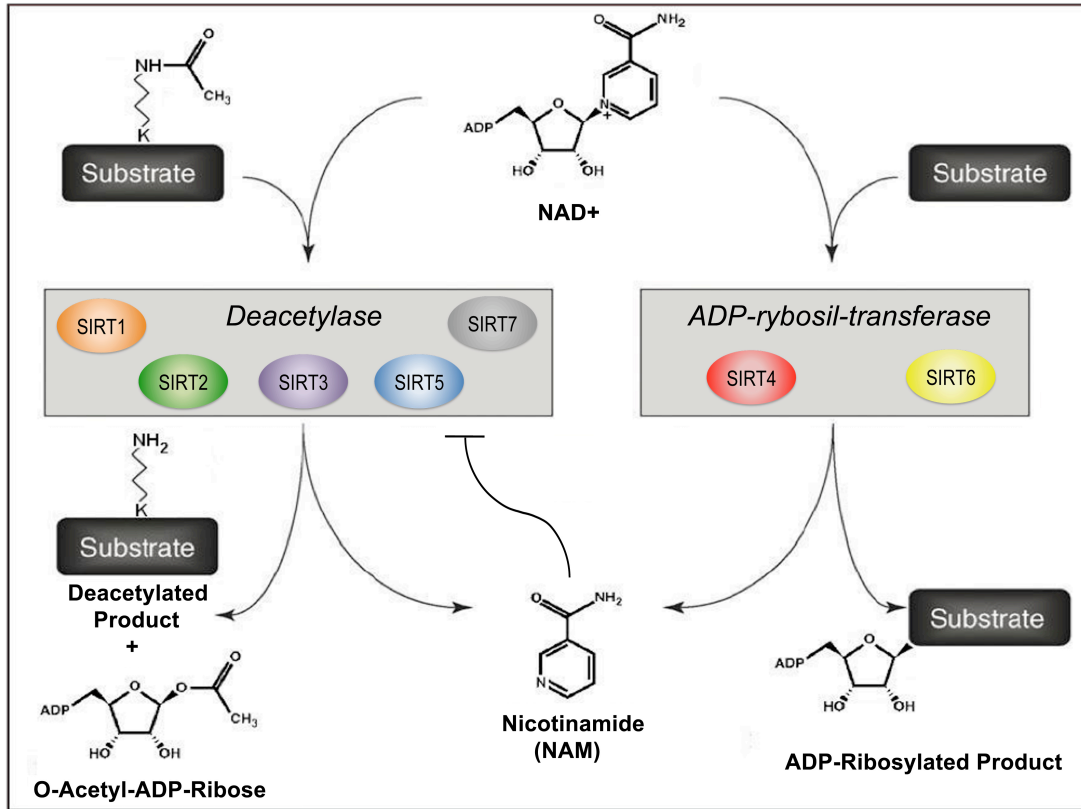 O
NH
CH3
K
Substrate
O
NH2
N
+
O
ADP
HO
OH
NAD+
Substrate
Deacetylase
SIRT1
SIRT7
SIRT2
SIRT3
SIRT5
ADP-rybosil-transferase
SIRT4
SIRT6
NH2
K
Substrate
Deacetylated
Product
+
O
O
O
ADP
CH3
HO
OH
O-Acetyl-ADP-Ribose
O
NH2
N
Nicotinamide
(NAM)
Substrate
O
ADP
HO
OH
ADP-Ribosylated Product